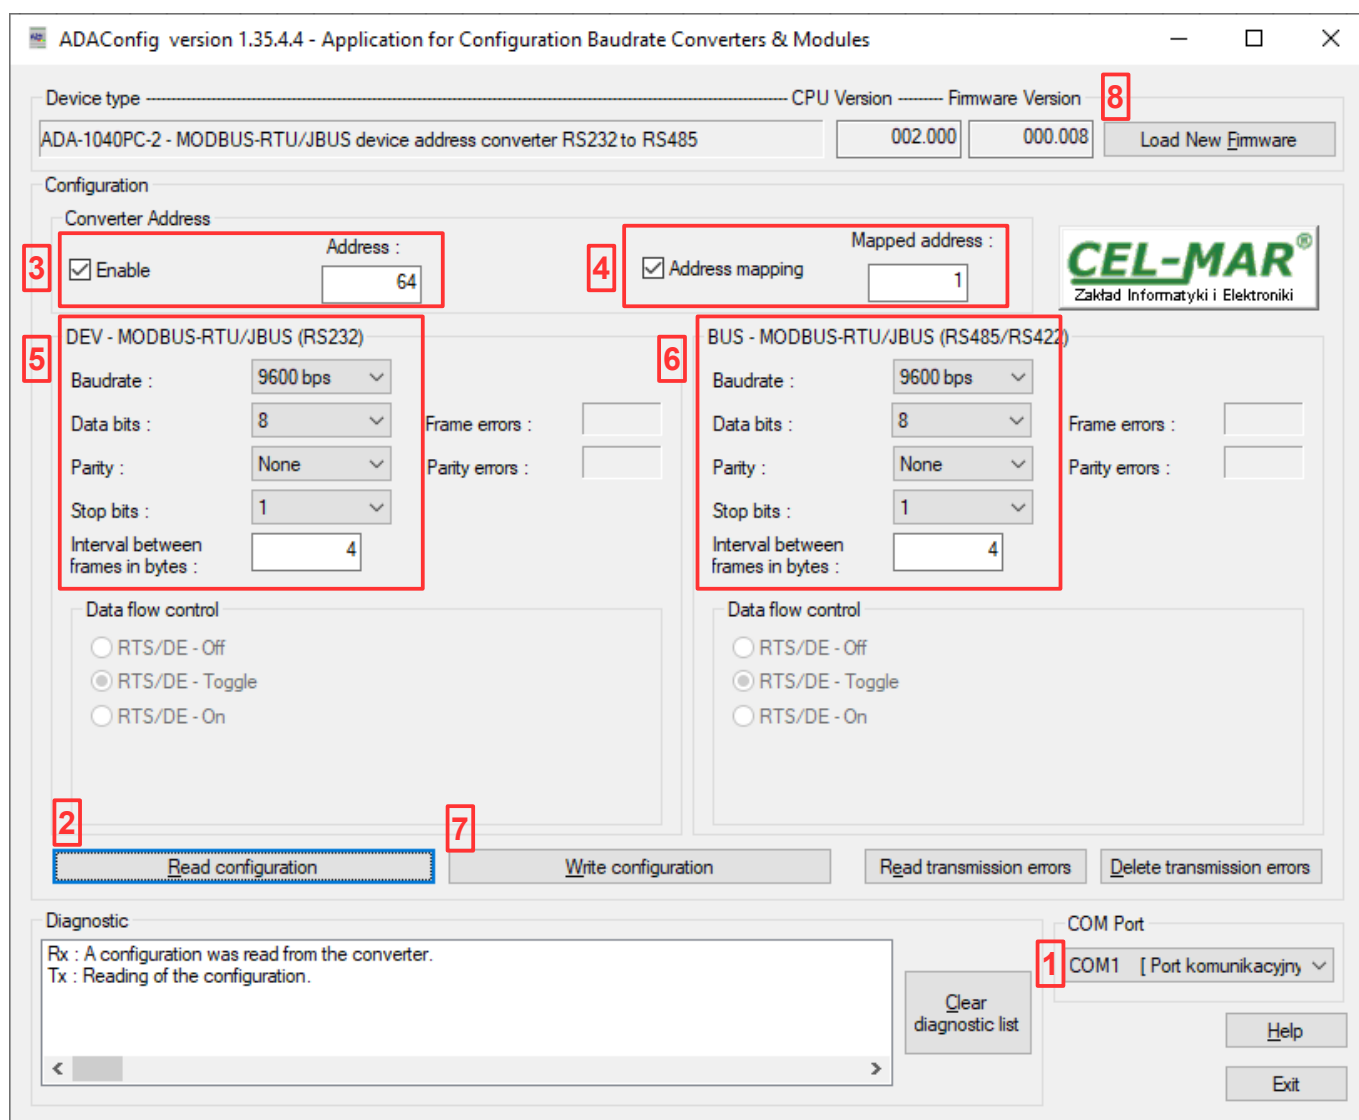 ADAConfig version 1.35.4.4 - Application for Configuration Baudrate Converters & Modules
Device type CPU Version Firmware Version 8
ADA-1040PC-2 - MODBUS-RTU/JBUS device address converter RS232 to RS485 002.000 000.008 Load New Firmware
Configuration
Converter Address
3 Enable Address : 64
4 Address mapping Mapped address : 1
CEL-MAR®
Zakład Informatyki i Elektroniki
5 DEV - MODBUS-RTU/JBUS (RS232)
Baudrate : 9600 bps
Data bits : 8 Frame errors :
Parity : None Parity errors :
Stop bits : 1
Interval between
frames in bytes : 4
Data flow control
RTS/DE - Off
RTS/DE - Toggle
RTS/DE - On
6 BUS - MODBUS-RTU/JBUS (RS485/RS422)
Baudrate : 9600 bps
Data bits : 8 Frame errors :
Parity : None Parity errors :
Stop bits : 1
Interval between
frames in bytes : 4
Data flow control
RTS/DE - Off
RTS/DE - Toggle
RTS/DE - On
2 Read configuration
7 Write configuration
Read transmission errors
Delete transmission errors
Diagnostic
Rx : A configuration was read from the converter.
Tx : Reading of the configuration.
Clear
diagnostic list
COM Port
1 COM1 [ Port komunikacyjny
Help
Exit